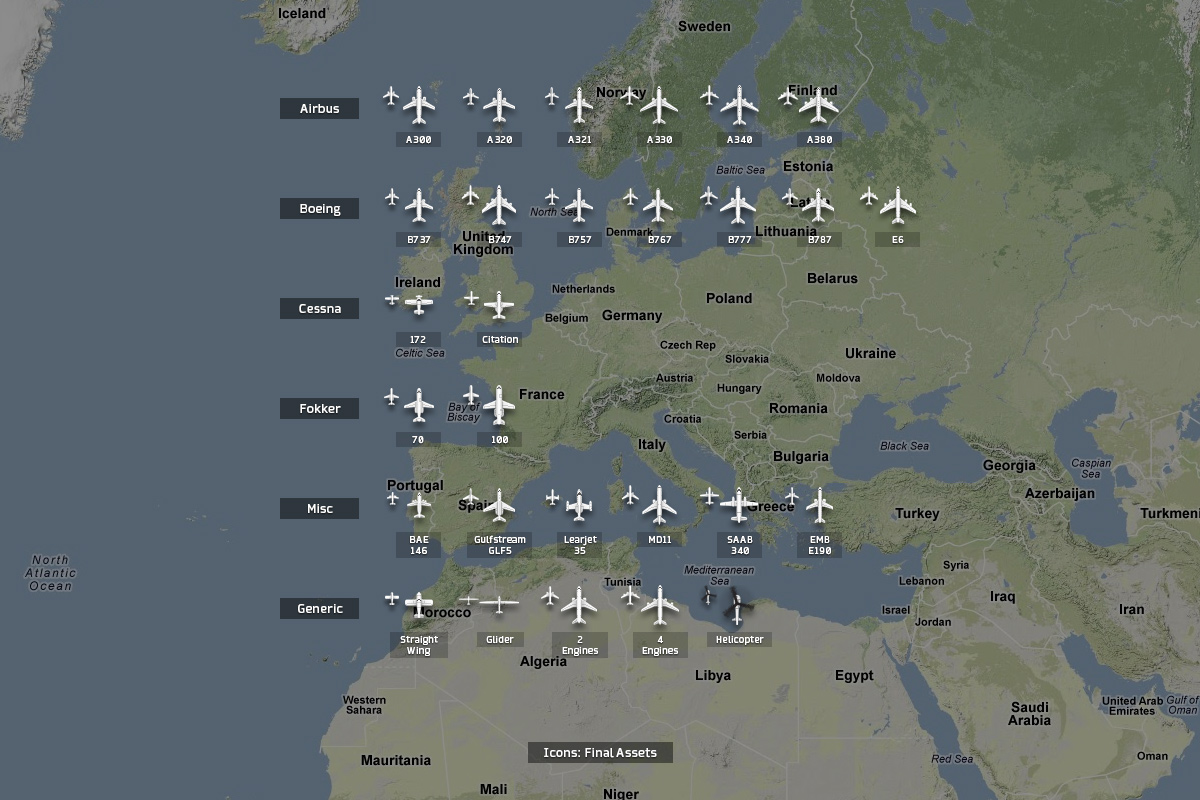 Iceland
Sweden
Norway
Finland
Airbus
A300
A320
A321
A330
A340
A380
Baltic Sea
Estonia
Boeing
North Sea
Latvia
B737
B747
B757
B767
B777
B787
E6
United
Kingdom
Denmark
Lithuania
Ireland
Belarus
Netherlands
Poland
Cessna
Belgium
Germany
172
Citation
Celtic Sea
Czech Rep
Slovakia
Ukraine
Austria
Hungary
Moldova
France
Fokker
Bay of
Biscay
Romania
Croatia
70
100
Serbia
Italy
Bulgaria
Black Sea
Georgia
Caspian
Sea
Portugal
Azerbaijan
Misc
Spain
Greece
Turkey
Turkmeni
BAE
146
Gulfstream
GLF5
Learjet
35
MD11
SAAB
340
EMB
E190
North
Atlantic
Ocean
Mediterranean
Sea
Syria
Tunisia
Lebanon
Generic
Morocco
Israel
Iraq
Iran
Jordan
Straight
Wing
Glider
2
Engines
4
Engines
Helicopter
Algeria
Libya
Egypt
Western
Sahara
Saudi
Arabia
United Arab
Emirates
Gulf of
Oman
Icons: Final Assets
Mauritania
Red Sea
Oman
Mali
Niger